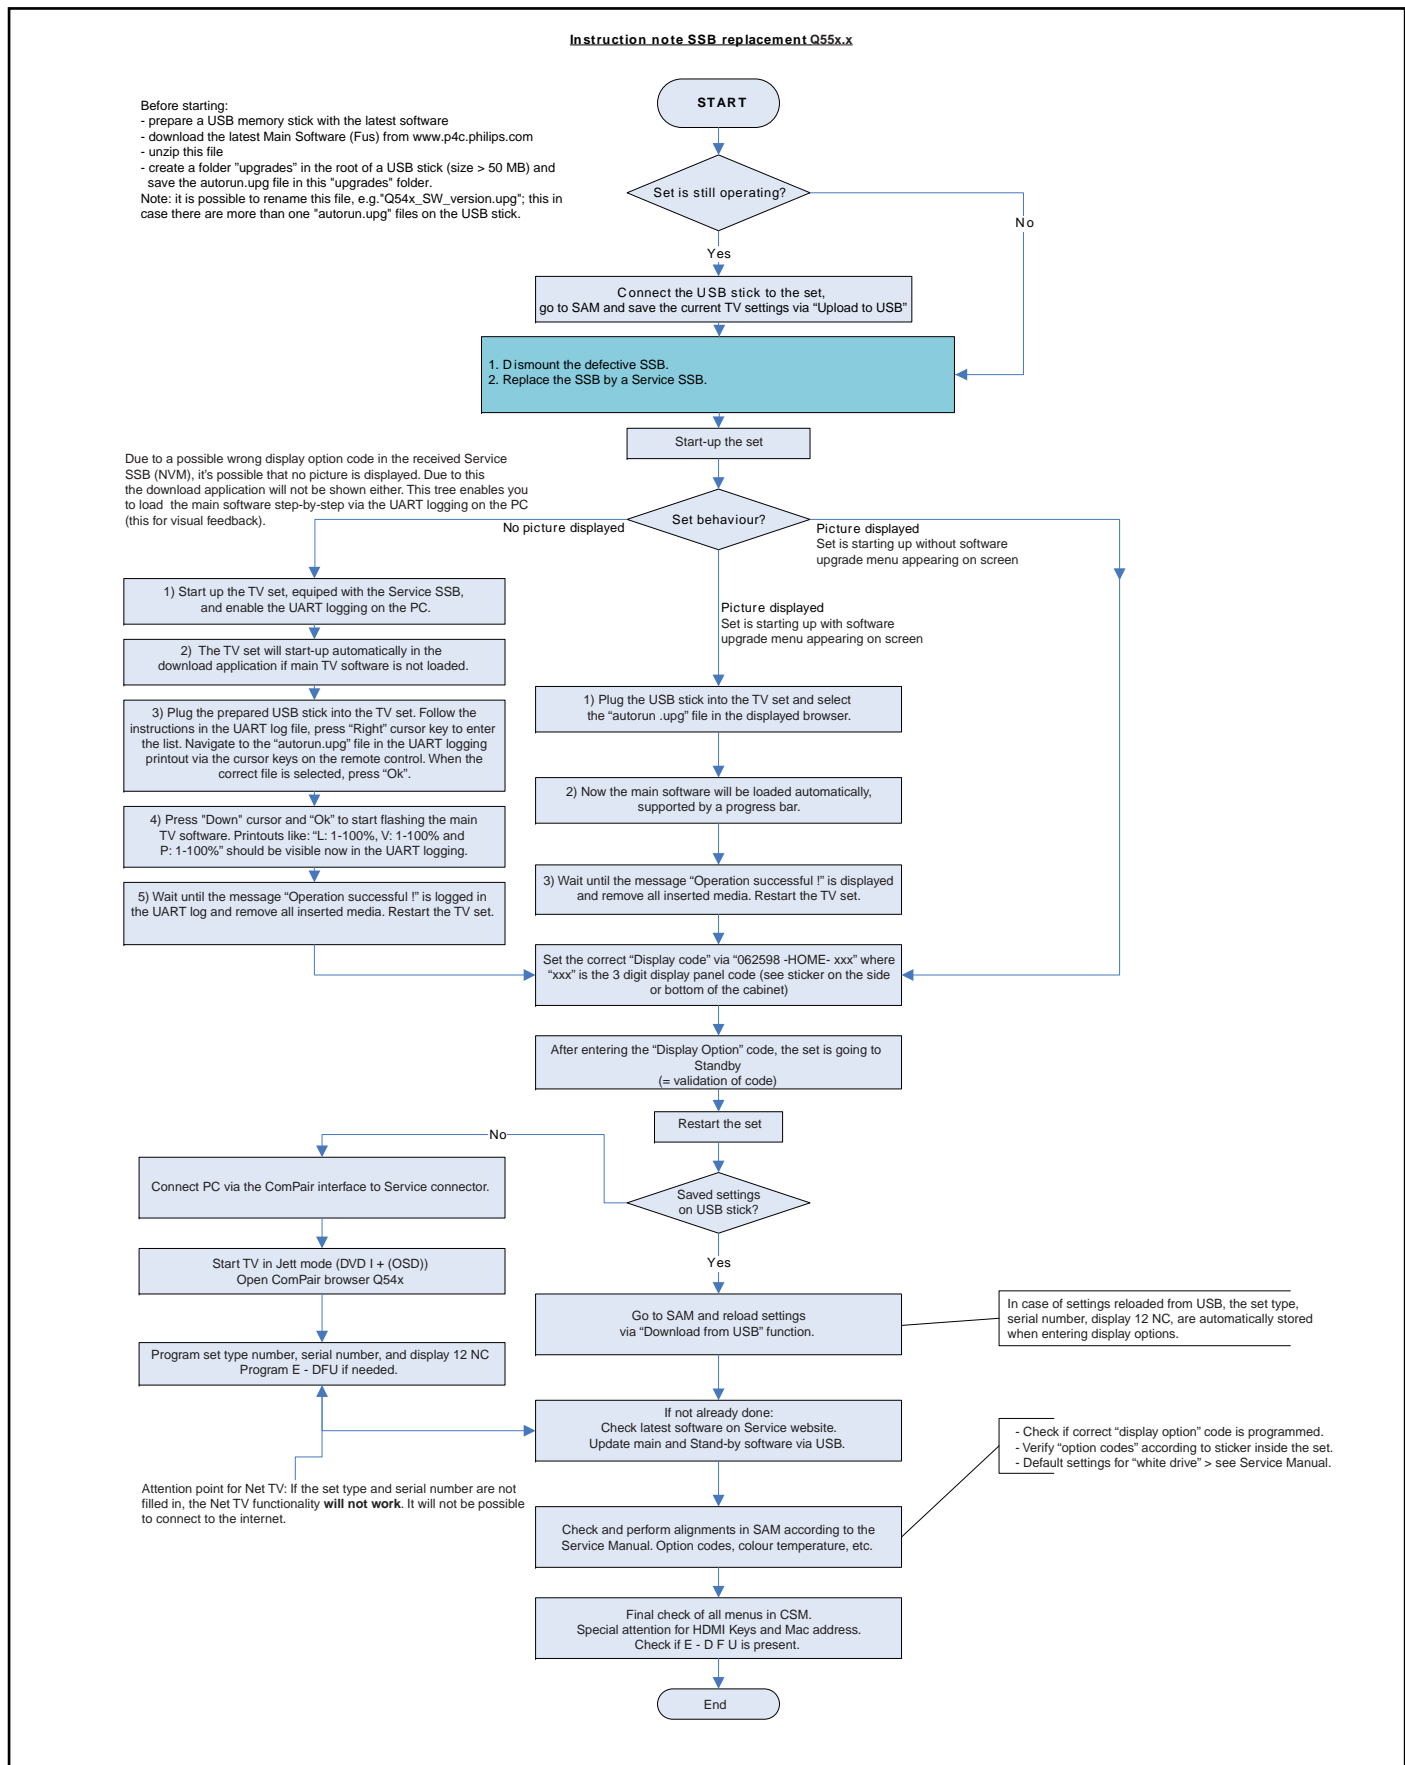 Instruction note SSB replacement Q55x.x
START
Before starting:
- prepare a USB memory stick with the latest software
- download the latest Main Software (Fus) from www.p4c.philips.com
- unzip this file
- create a folder ”upgrades” in the root of a USB stick (size > 50 MB) and
save the autorun.upg file in this "upgrades" folder.
Note: it is possible to rename this file, e.g."Q54x_SW_version.upg"; this in
case there are more than one "autorun.upg" files on the USB stick.
Set is still operating?
No
Yes
Connect the USB stick to the set,
go to SAM and save the current TV settings via “Upload to USB”
1. Dismount the defective SSB.
2. Replace the SSB by a Service SSB.
Start-up the set
Due to a possible wrong display option code in the received Service
SSB (NVM), it’s possible that no picture is displayed. Due to this
the download application will not be shown either. This tree enables you
to load the main software step-by-step via the UART logging on the PC
(this for visual feedback).
Set behaviour?
No picture displayed
Picture displayed
Set is starting up without software
upgrade menu appearing on screen
Picture displayed
Set is starting up with software
upgrade menu appearing on screen
1) Start up the TV set, equiped with the Service SSB,
and enable the UART logging on the PC.
2) The TV set will start-up automatically in the
download application if main TV software is not loaded.
3) Plug the prepared USB stick into the TV set. Follow the
instructions in the UART log file, press “Right” cursor key to enter
the list. Navigate to the “autorun.upg” file in the UART logging
printout via the cursor keys on the remote control. When the
correct file is selected, press “Ok”.
4) Press "Down" cursor and “Ok” to start flashing the main
TV software. Printouts like: “L: 1-100%, V: 1-100% and
P: 1-100%” should be visible now in the UART logging.
5) Wait until the message “Operation successful !” is logged in
the UART log and remove all inserted media. Restart the TV set.
1) Plug the USB stick into the TV set and select
the “autorun .upg” file in the displayed browser.
2) Now the main software will be loaded automatically,
supported by a progress bar.
3) Wait until the message “Operation successful !” is displayed
and remove all inserted media. Restart the TV set.
Set the correct “Display code” via “062598 -HOME- xxx” where
“xxx” is the 3 digit display panel code (see sticker on the side
or bottom of the cabinet)
After entering the “Display Option” code, the set is going to
Standby
(= validation of code)
Restart the set
No
Saved settings
on USB stick?
Yes
Connect PC via the ComPair interface to Service connector.
Start TV in Jett mode (DVD I + (OSD))
Open ComPair browser Q54x
Program set type number, serial number, and display 12 NC
Program E - DFU if needed.
Go to SAM and reload settings
via “Download from USB” function.
In case of settings reloaded from USB, the set type,
serial number, display 12 NC, are automatically stored
when entering display options.
If not already done:
Check latest software on Service website.
Update main and Stand-by software via USB.
- Check if correct “display option” code is programmed.
- Verify “option codes” according to sticker inside the set.
- Default settings for “white drive” > see Service Manual.
Attention point for Net TV: If the set type and serial number are not
filled in, the Net TV functionality will not work. It will not be possible
to connect to the internet.
Check and perform alignments in SAM according to the
Service Manual. Option codes, colour temperature, etc.
Final check of all menus in CSM.
Special attention for HDMI Keys and Mac address.
Check if E - D F U is present.
End